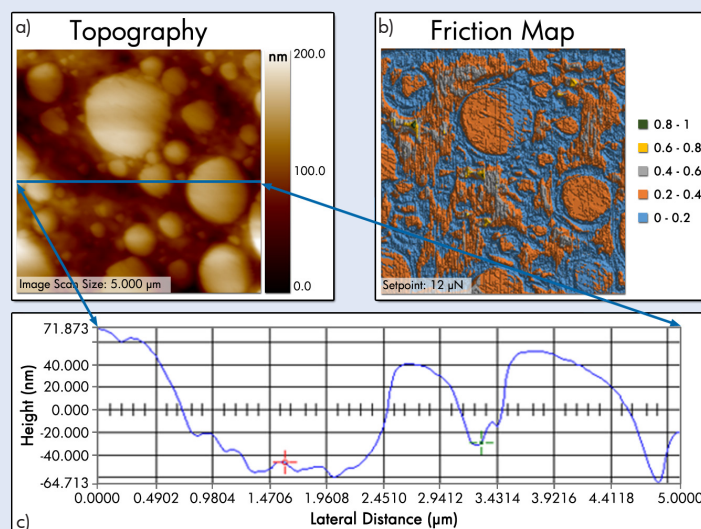 a) Topography
nm
200.0
100.0
0.0
Image Scan Size: 5.000 µm
b) Friction Map
0.8 - 1
0.6 - 0.8
0.4 - 0.6
0.2 - 0.4
0 - 0.2
Setpoint: 12 µN
71.873
40.000
20.000
0.000
-20.000
-40.000
-64.713
Height (nm)
0.0000 0.4902 0.9804 1.4706 1.9608 2.4510 2.9412 3.4314 3.9216 4.4118 5.0000
Lateral Distance (µm)
c)